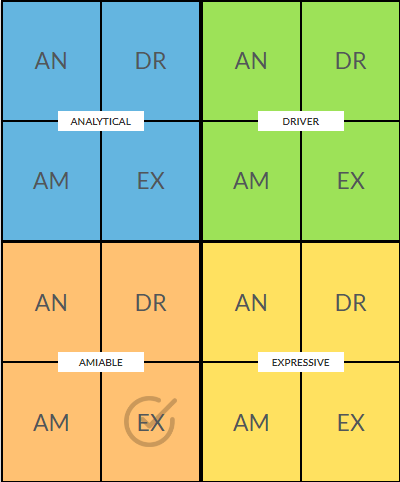 AN DR AN DR
ANALYTICAL DRIVER
AM EX AM EX
AN DR AN DR
AMIABLE EXPRESSIVE
AM EX AM EX